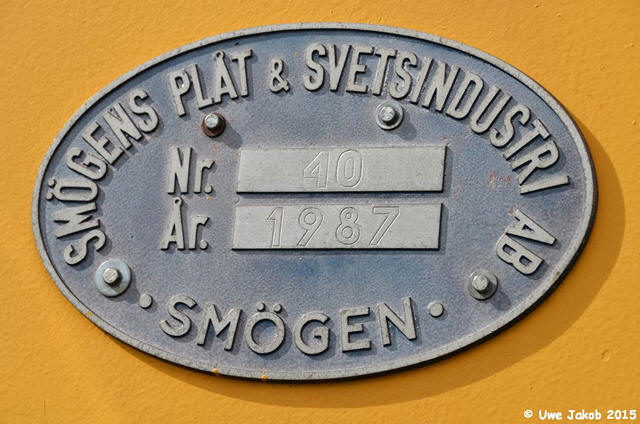 SMÖGENS PLÅT & SVETSINDUSTRI AB
Nr. 40
År. 1987
· SMÖGEN ·
© Uwe Jakob 2015